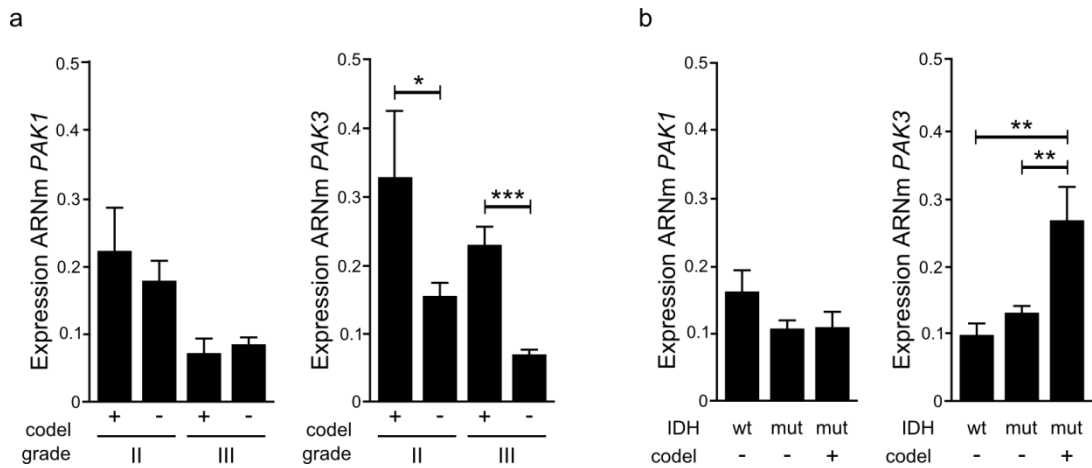 a
Expression ARNm PAK1
0.5
0.4
0.3
0.2
0.1
0
codel + - + -
grade II III
Expression ARNm PAK3
0.5
0.4
0.3
0.2
0.1
0
*
***
+ - + -
codel
grade II III
b
Expression ARNm PAK1
0.5
0.4
0.3
0.2
0.1
0
IDH wt mut mut
codel - - +
Expression ARNm PAK3
0.5
0.4
0.3
0.2
0.1
0
**
**
IDH wt mut mut
codel - - +